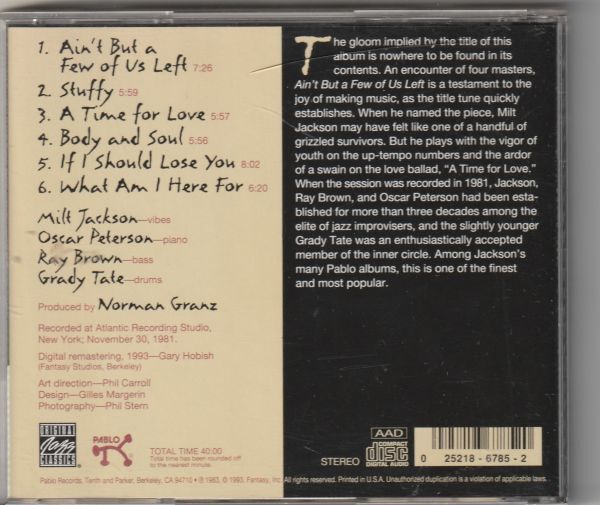 1. Ain't But a
Few of Us Left 7:26
2. Stuffy 5:59
3. A Time for Love 5:57
4. Body and Soul 5:56
5. If I Should Lose You 8:02
6. What Am I Here For 6:20
Milt Jackson—vibes
Oscar Peterson—piano
Ray Brown—bass
Grady Tate—drums
Produced by Norman Granz
Recorded at Atlantic Recording Studio,
New York; November 30, 1981.
Digital remastering, 1993—Gary Hobish
(Fantasy Studios, Berkeley)
Art direction—Phil Carroll
Design—Gilles Margerin
Photography—Phil Stern
ORIGINAL
Jazz
CLASSICS
PABLO
TOTAL TIME 40:00
Total time has been rounded off
to the nearest minute.
The gloom implied by the title of this
album is nowhere to be found in its
contents. An encounter of four masters,
Ain't But a Few of Us Left is a testament to the
joy of making music, as the title tune quickly
establishes. When he named the piece, Milt
Jackson may have felt like one of a handful of
grizzled survivors. But he plays with the vigor of
youth on the up-tempo numbers and the ardor
of a swain on the love ballad, “A Time for Love.”
When the session was recorded in 1981, Jackson,
Ray Brown, and Oscar Peterson had been esta-
blished for more than three decades among the
elite of jazz improvisers, and the slightly younger
Grady Tate was an enthusiastically accepted
member of the inner circle. Among Jackson's
many Pablo albums, this is one of the finest
and most popular.
STEREO
AAD
COMPACT
disc
DIGITAL AUDIO
0 25218-6785-2
Pablo Records, Tenth and Parker, Berkeley, CA 94710 • ℗ 1983, © 1993, Fantasy, Inc. All rights reserved. Printed in U.S.A. Unauthorized duplication is a violation of applicable laws.